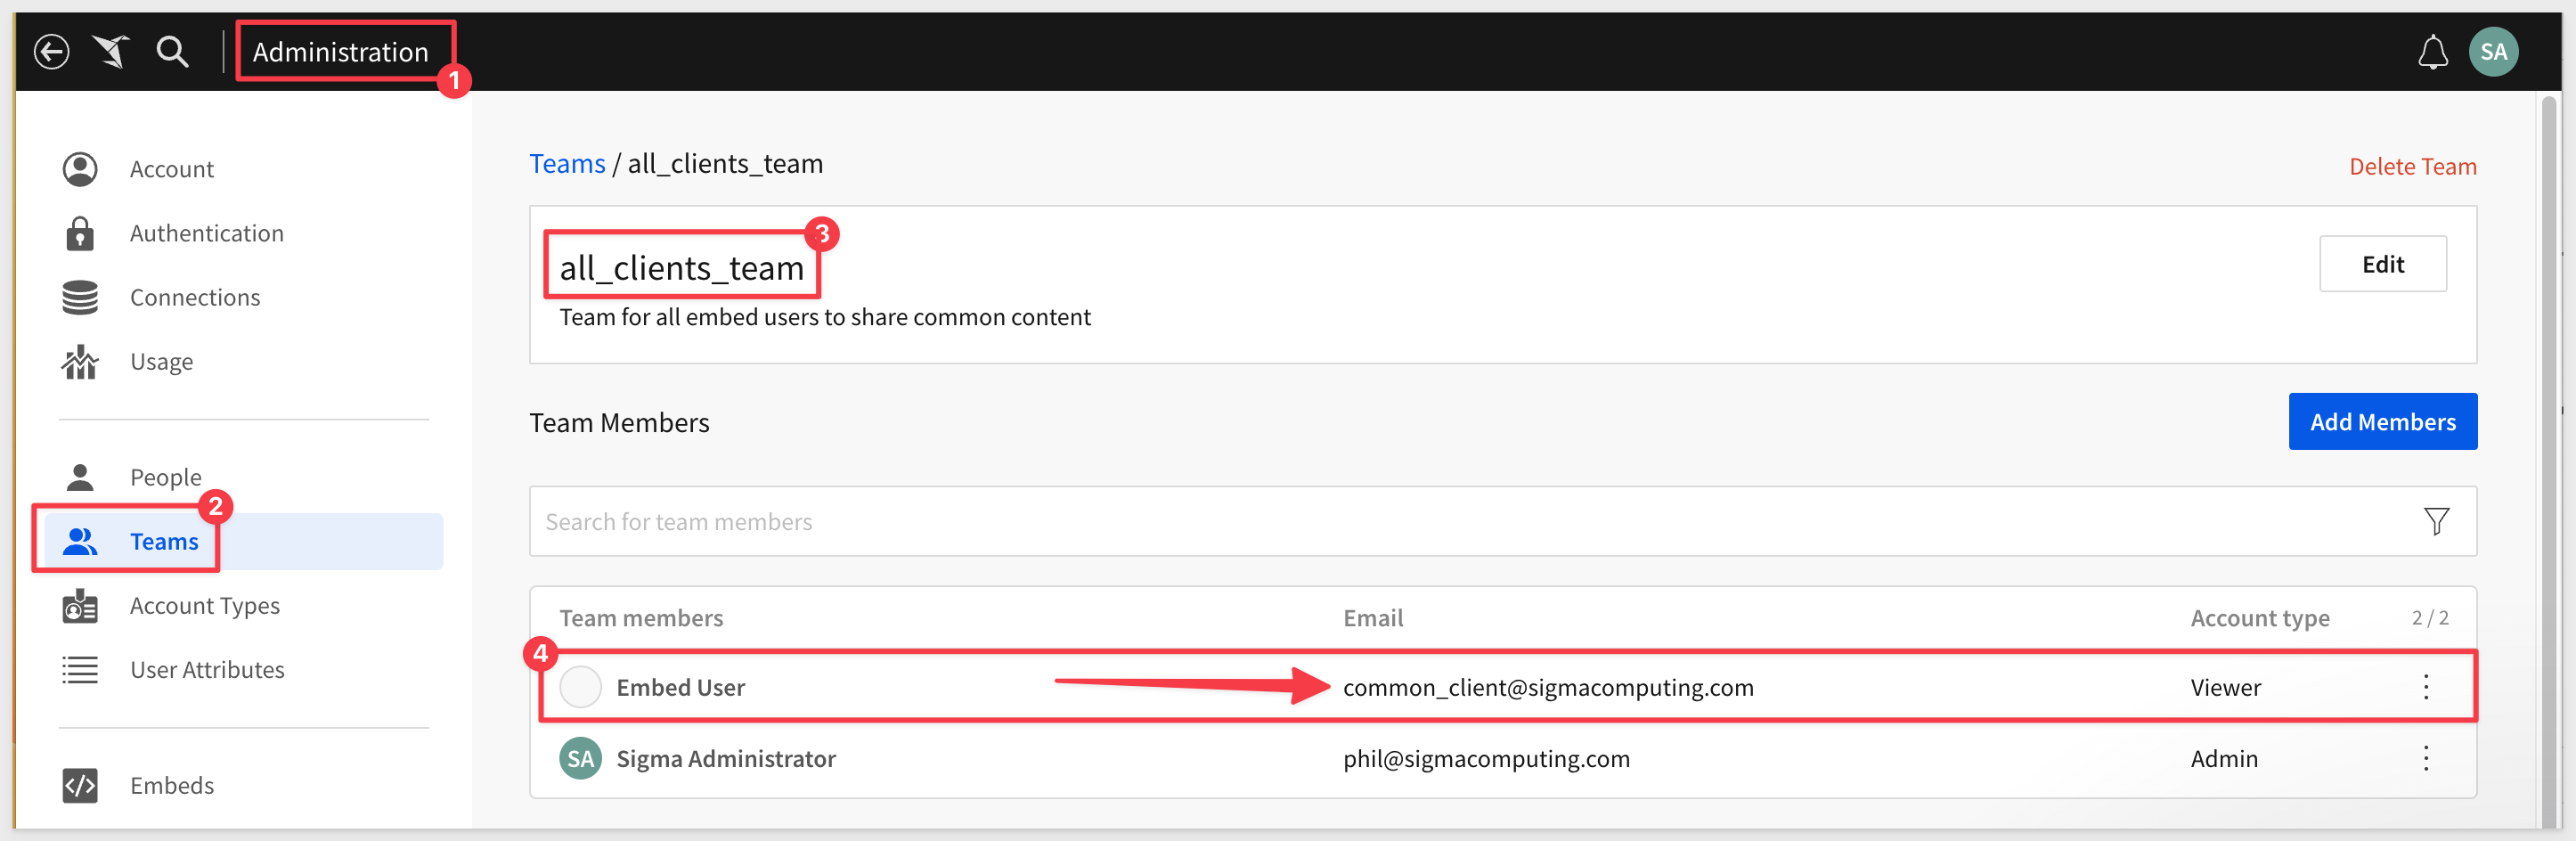 Administration
1
SA
Account
Authentication
Connections
Usage
People
2
Teams
Account Types
User Attributes
Embeds
Teams / all_clients_team
Delete Team
3
all_clients_team
Edit
Team for all embed users to share common content
Team Members
Add Members
Search for team members
Team members Email Account type 2 / 2
4
Embed User common_client@sigmacomputing.com Viewer
SA Sigma Administrator phil@sigmacomputing.com Admin